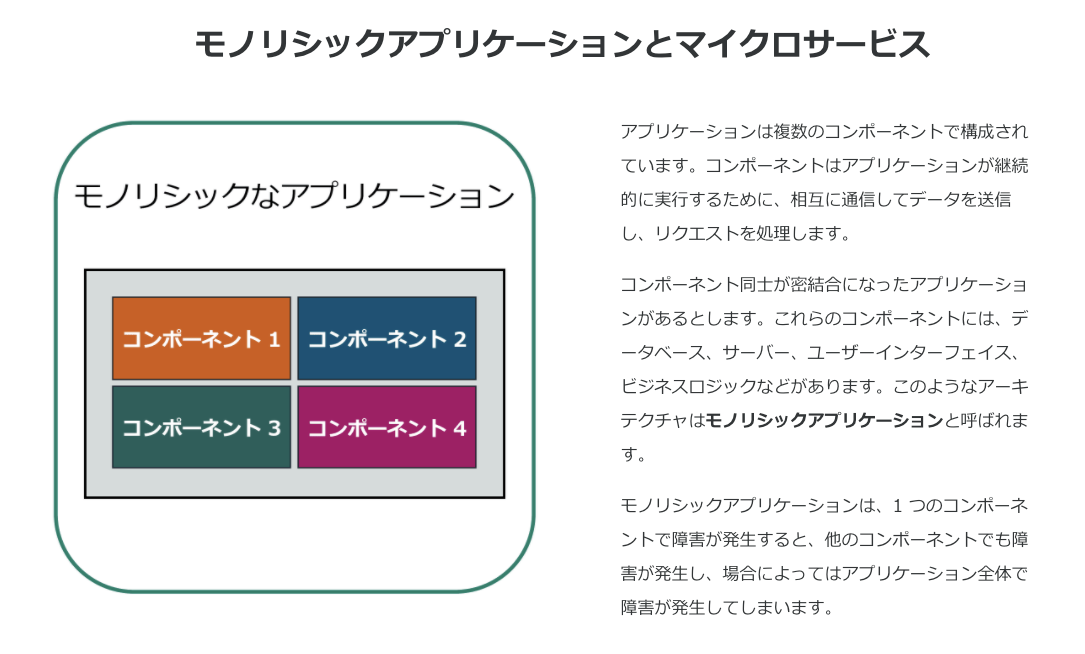 モノリシックアプリケーションとマイクロサービス
モノリシックなアプリケーション
コンポーネント 1
コンポーネント 2
コンポーネント 3
コンポーネント 4
アプリケーションは複数のコンポーネントで構成され
ています。コンポーネントはアプリケーションが継続
的に実行するために、相互に通信してデータを送信
し、リクエストを処理します。
コンポーネント同士が密結合になったアプリケーショ
ンがあるとします。これらのコンポーネントには、デ
ータベース、サーバー、ユーザーインターフェイス、
ビジネスロジックなどがあります。このようなアーキ
テクチャはモノリシックアプリケーションと呼ばれま
す。
モノリシックアプリケーションは、1 つのコンポーネ
ントで障害が発生すると、他のコンポーネントでも障
害が発生し、場合によってはアプリケーション全体で
障害が発生してしまいます。